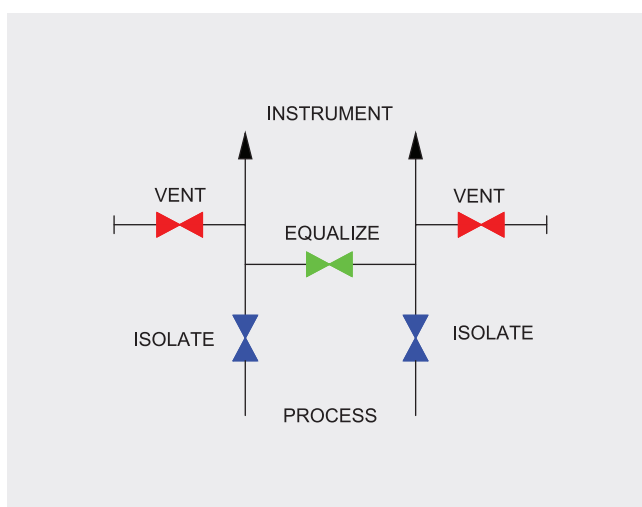 INSTRUMENT
VENT
VENT
EQUALIZE
ISOLATE
ISOLATE
PROCESS